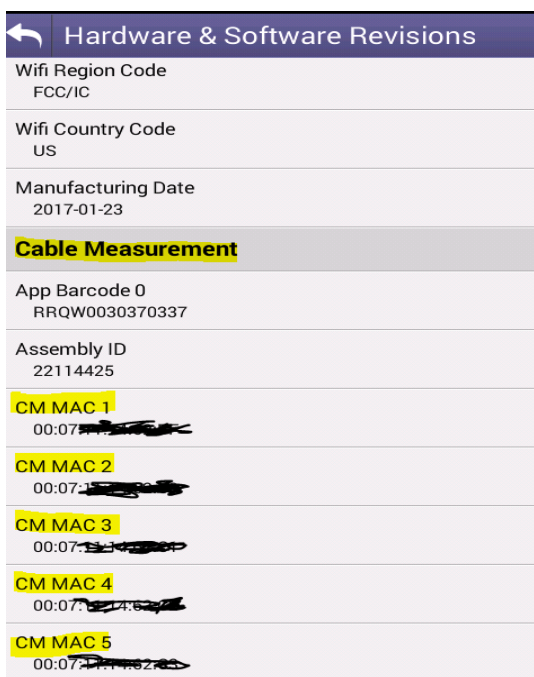 Hardware & Software Revisions
Wifi Region Code
FCC/IC
Wifi Country Code
US
Manufacturing Date
2017-01-23
Cable Measurement
App Barcode 0
RRQW0030370337
Assembly ID
22114425
CM MAC 1
00:07:
CM MAC 2
00:07:
CM MAC 3
00:07:
CM MAC 4
00:07:
CM MAC 5
00:07: